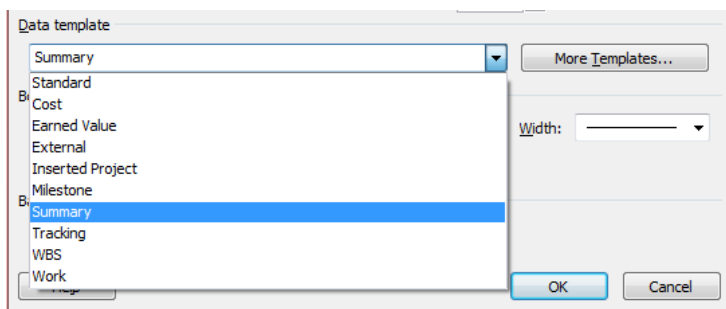 Data template
Summary
More Templates...
Standard
Cost
Earned Value
Width:
External
Inserted Project
Milestone
Summary
Tracking
WBS
Work
OK
Cancel